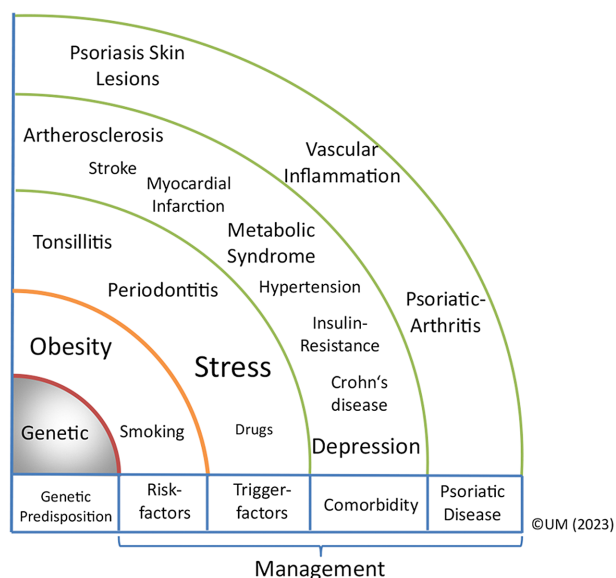 Psoriasis Skin
Lesions
Artherosclerosis
Vascular
Inflammation
Stroke
Myocardial
Infarction
Tonsillitis
Metabolic
Syndrome
Periodontitis
Hypertension
Psoriatic-
Arthritis
Insulin-
Resistance
Obesity
Stress
Crohn‘s
disease
Genetic
Smoking
Drugs
Depression
Genetic
Predisposition
Risk-
factors
Trigger-
factors
Comorbidity
Psoriatic
Disease
©UM (2023)
Management